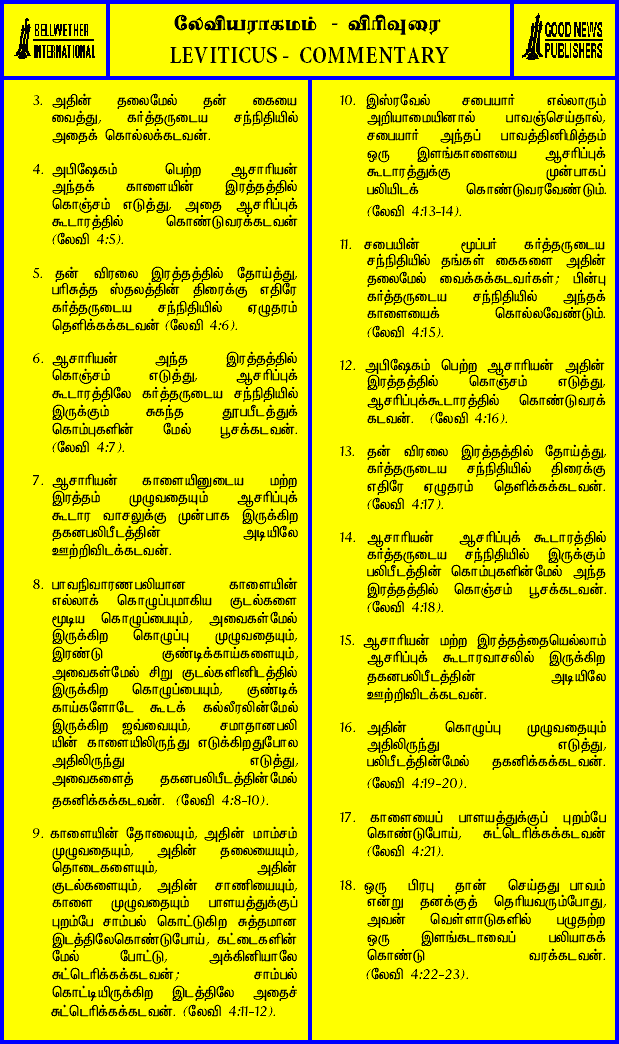 BELLWETHER
INTERNATIONAL
லேவியராகமம் - விரிவுரை
LEVITICUS - COMMENTARY
GOOD NEWS
PUBLISHERS
3. அதின் தலைமேல் தன் கையை
வைத்து, கர்த்தருடைய சந்நிதியில்
அதைக் கொல்லக்கடவன்.
4. அபிஷேகம் பெற்ற ஆசாரியன்
அந்தக் காளையின் இரத்தத்தில்
கொஞ்சம் எடுத்து, அதை ஆசரிப்புக்
கூடாரத்தில் கொண்டுவரக்கடவன்
(லேவி 4:5).
5. தன் விரலை இரத்தத்தில் தோய்த்து,
பரிசுத்த ஸ்தலத்தின் திரைக்கு எதிரே
கர்த்தருடைய சந்நிதியில் ஏழுதரம்
தெளிக்கக்கடவன் (லேவி 4:6).
6. ஆசாரியன் அந்த இரத்தத்தில்
கொஞ்சம் எடுத்து, ஆசரிப்புக்
கூடாரத்திலே கர்த்தருடைய சந்நிதியில்
இருக்கும் சுகந்த தூபபீடத்துக்
கொம்புகளின் மேல் பூசக்கடவன்.
(லேவி 4:7).
7. ஆசாரியன் காளையினுடைய மற்ற
இரத்தம் முழுவதையும் ஆசரிப்புக்
கூடார வாசலுக்கு முன்பாக இருக்கிற
தகனபலிபீடத்தின் அடியிலே
ஊற்றிவிடக்கடவன்.
8. பாவநிவாரணபலியான காளையின்
எல்லாக் கொழுப்புமாகிய குடல்களை
மூடிய கொழுப்பையும், அவைகள்மேல்
இருக்கிற கொழுப்பு முழுவதையும்,
இரண்டு குண்டிக்காய்களையும்,
அவைகள்மேல் சிறு குடல்களினிடத்தில்
இருக்கிற கொழுப்பையும், குண்டிக்
காய்களோடே கூடக் கல்லீரலின்மேல்
இருக்கிற ஜவ்வையும், சமாதானபலி
யின் காளையிலிருந்து எடுக்கிறதுபோல
அதிலிருந்து எடுத்து,
அவைகளைத் தகனபலிபீடத்தின்மேல்
தகனிக்கக்கடவன். (லேவி 4:8-10).
9. காளையின் தோலையும், அதின் மாம்சம்
முழுவதையும், அதின் தலையையும்,
தொடைகளையும், அதின்
குடல்களையும், அதின் சாணியையும்,
காளை முழுவதையும் பாளயத்துக்குப்
புறம்பே சாம்பல் கொட்டுகிற சுத்தமான
இடத்திலேகொண்டுபோய், கட்டைகளின்
மேல் போட்டு, அக்கினியாலே
சுட்டெரிக்கக்கடவன்; சாம்பல்
கொட்டியிருக்கிற இடத்திலே அதைச்
சுட்டெரிக்கக்கடவன். (லேவி 4:11-12).
10. இஸ்ரவேல் சபையார் எல்லாரும்
அறியாமையினால் பாவஞ்செய்தால்,
சபையார் அந்தப் பாவத்தினிமித்தம்
ஒரு இளங்காளையை ஆசரிப்புக்
கூடாரத்துக்கு முன்பாகப்
பலியிடக் கொண்டுவரவேண்டும்.
(லேவி 4:13-14).
11. சபையின் மூப்பர் கர்த்தருடைய
சந்நிதியில் தங்கள் கைகளை அதின்
தலைமேல் வைக்கக்கடவர்கள்; பின்பு
கர்த்தருடைய சந்நிதியில் அந்தக்
காளையைக் கொல்லவேண்டும்.
(லேவி 4:15).
12. அபிஷேகம் பெற்ற ஆசாரியன் அதின்
இரத்தத்தில் கொஞ்சம் எடுத்து,
ஆசரிப்புக்கூடாரத்தில் கொண்டுவரக்
கடவன். (லேவி 4:16).
13. தன் விரலை இரத்தத்தில் தோய்த்து,
கர்த்தருடைய சந்நிதியில் திரைக்கு
எதிரே ஏழுதரம் தெளிக்கக்கடவன்.
(லேவி 4:17).
14. ஆசாரியன் ஆசரிப்புக் கூடாரத்தில்
கர்த்தருடைய சந்நிதியில் இருக்கும்
பலிபீடத்தின் கொம்புகளின்மேல் அந்த
இரத்தத்தில் கொஞ்சம் பூசக்கடவன்.
(லேவி 4:18).
15. ஆசாரியன் மற்ற இரத்தத்தையெல்லாம்
ஆசரிப்புக் கூடாரவாசலில் இருக்கிற
தகனபலிபீடத்தின் அடியிலே
ஊற்றிவிடக்கடவன்.
16. அதின் கொழுப்பு முழுவதையும்
அதிலிருந்து எடுத்து,
பலிபீடத்தின்மேல் தகனிக்கக்கடவன்.
(லேவி 4:19-20).
17. காளையைப் பாளயத்துக்குப் புறம்பே
கொண்டுபோய், சுட்டெரிக்கக்கடவன்
(லேவி 4:21).
18. ஒரு பிரபு தான் செய்தது பாவம்
என்று தனக்குத் தெரியவரும்போது,
அவன் வெள்ளாடுகளில் பழுதற்ற
ஒரு இளங்கடாவைப் பலியாகக்
கொண்டு வரக்கடவன்.
(லேவி 4:22-23).